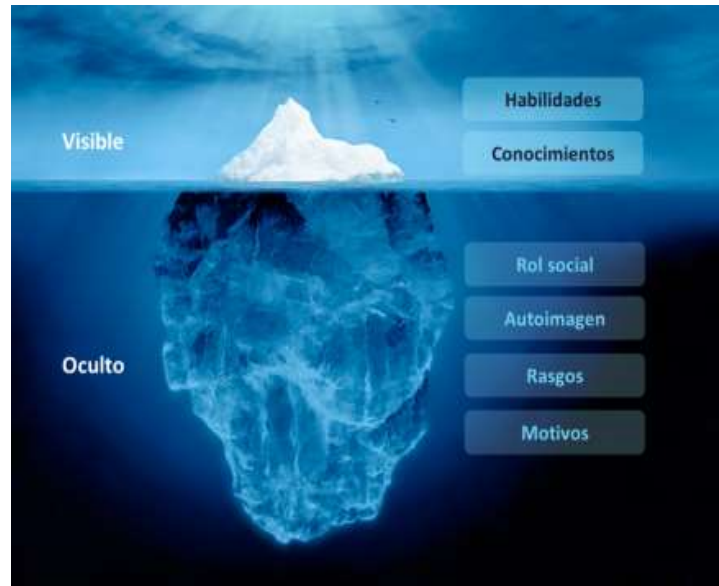 Habilidades
Visible
Conocimientos
Rol social
Autoimagen
Oculto
Rasgos
Motivos